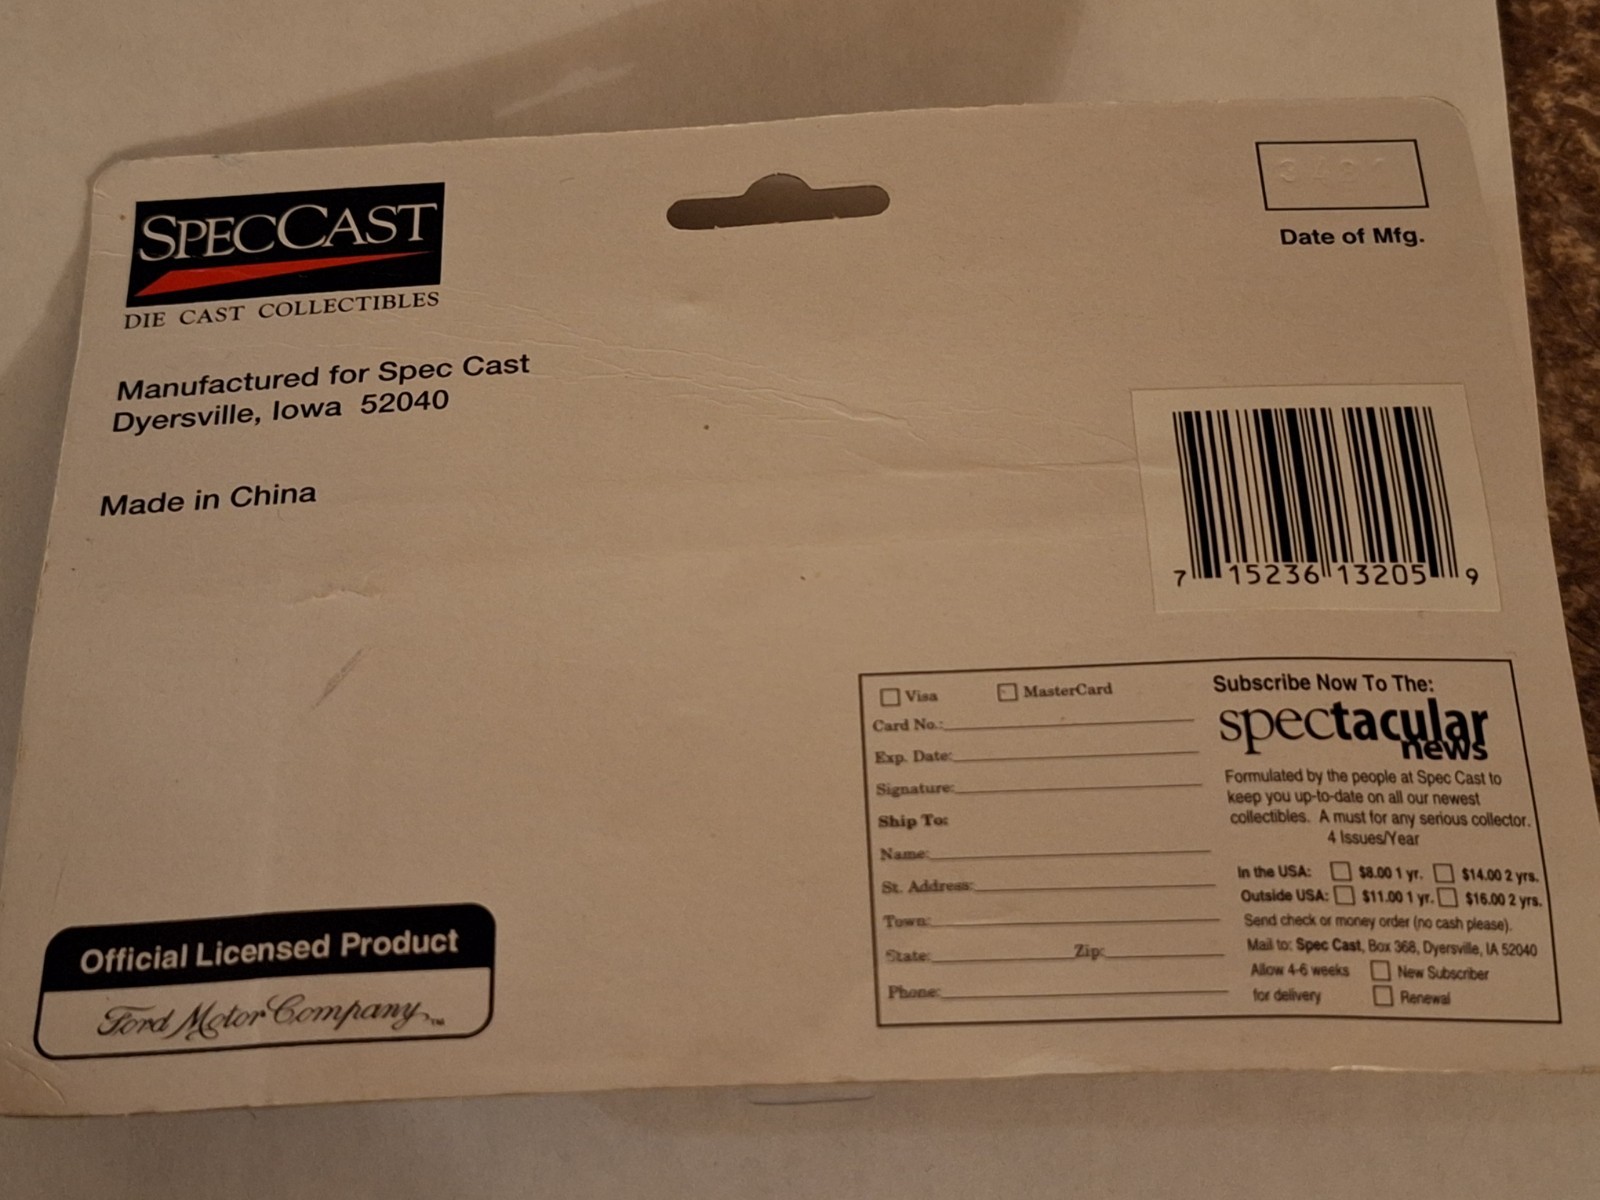 SPECCAST
DIE CAST COLLECTIBLES
Manufactured for Spec Cast
Dyersville, Iowa 52040
Made in China
Date of Mfg.
7 15236 13205 9
Official Licensed Product
Ford Motor Company™
Visa MasterCard
Card No.:
Exp. Date:
Signature:
Ship To:
Name:
St. Address:
Town:
State: Zip:
Phone:
Subscribe Now To The:
spectacular
news
Formulated by the people at Spec Cast to
keep you up-to-date on all our newest
collectibles. A must for any serious collector.
4 Issues/Year
In the USA: $8.00 1 yr. $14.00 2 yrs.
Outside USA: $11.00 1 yr. $16.00 2 yrs.
Send check or money order (no cash please).
Mail to: Spec Cast, Box 368, Dyersville, IA 52040
Allow 4-6 weeks New Subscriber
for delivery Renewal